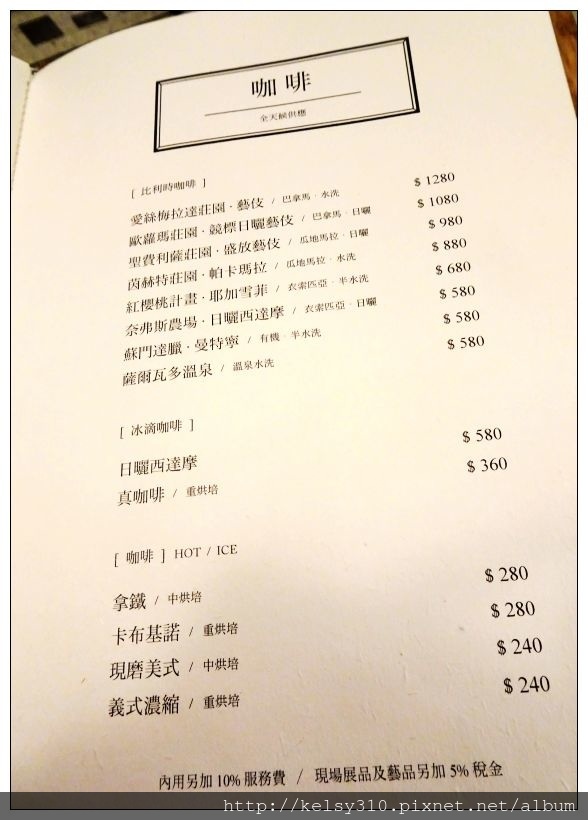 咖啡
全天候供應
[ 比利時咖啡 ]
愛絲梅拉達莊園‧藝伎 / 巴拿馬‧水洗 $ 1280
歐蘿瑪莊園‧競標日曬藝伎 / 巴拿馬‧日曬 $ 1080
聖費利薩莊園‧盛放藝伎 / 瓜地馬拉‧日曬 $ 980
茵赫特莊園‧帕卡瑪拉 / 瓜地馬拉‧水洗 $ 880
紅櫻桃計畫‧耶加雪菲 / 衣索匹亞‧半水洗 $ 680
奈弗斯農場‧日曬西達摩 / 衣索匹亞‧日曬 $ 580
蘇門達臘‧曼特寧 / 有機‧半水洗 $ 580
薩爾瓦多溫泉 / 溫泉水洗 $ 580
[ 冰滴咖啡 ]
日曬西達摩 $ 580
真咖啡 / 重烘培 $ 360
[ 咖啡 ] HOT / ICE
拿鐵 / 中烘培 $ 280
卡布基諾 / 重烘培 $ 280
現磨美式 / 中烘培 $ 240
義式濃縮 / 重烘培 $ 240
內用另加 10% 服務費 / 現場展品及藝品另加 5% 稅金
http://kelsy310.pixnet.net/album